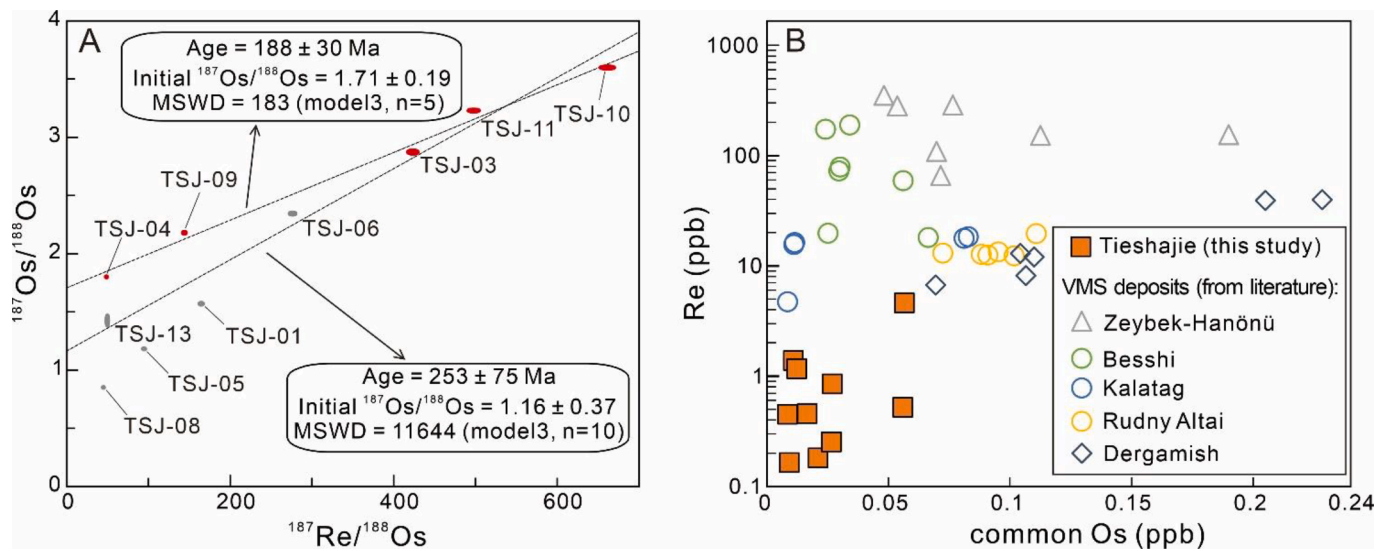 A
Age = 188 ± 30 Ma
Initial ¹⁸⁷Os/¹⁸⁸Os = 1.71 ± 0.19
MSWD = 183 (model3, n=5)
TSJ-10
TSJ-11
TSJ-03
TSJ-09
TSJ-04
TSJ-06
TSJ-13
TSJ-01
TSJ-05
TSJ-08
Age = 253 ± 75 Ma
Initial ¹⁸⁷Os/¹⁸⁸Os = 1.16 ± 0.37
MSWD = 11644 (model3, n=10)
4
3
2
1
0
¹⁸⁷Os/¹⁸⁸Os
0 200 400 600
¹⁸⁷Re/¹⁸⁸Os
B
1000
100
10
1
0.1
Re (ppb)
Tieshajie (this study)
VMS deposits (from literature):
Zeybek-Hanönü
Besshi
Kalatag
Rudny Altai
Dergamish
0 0.05 0.1 0.15 0.2 0.24
common Os (ppb)